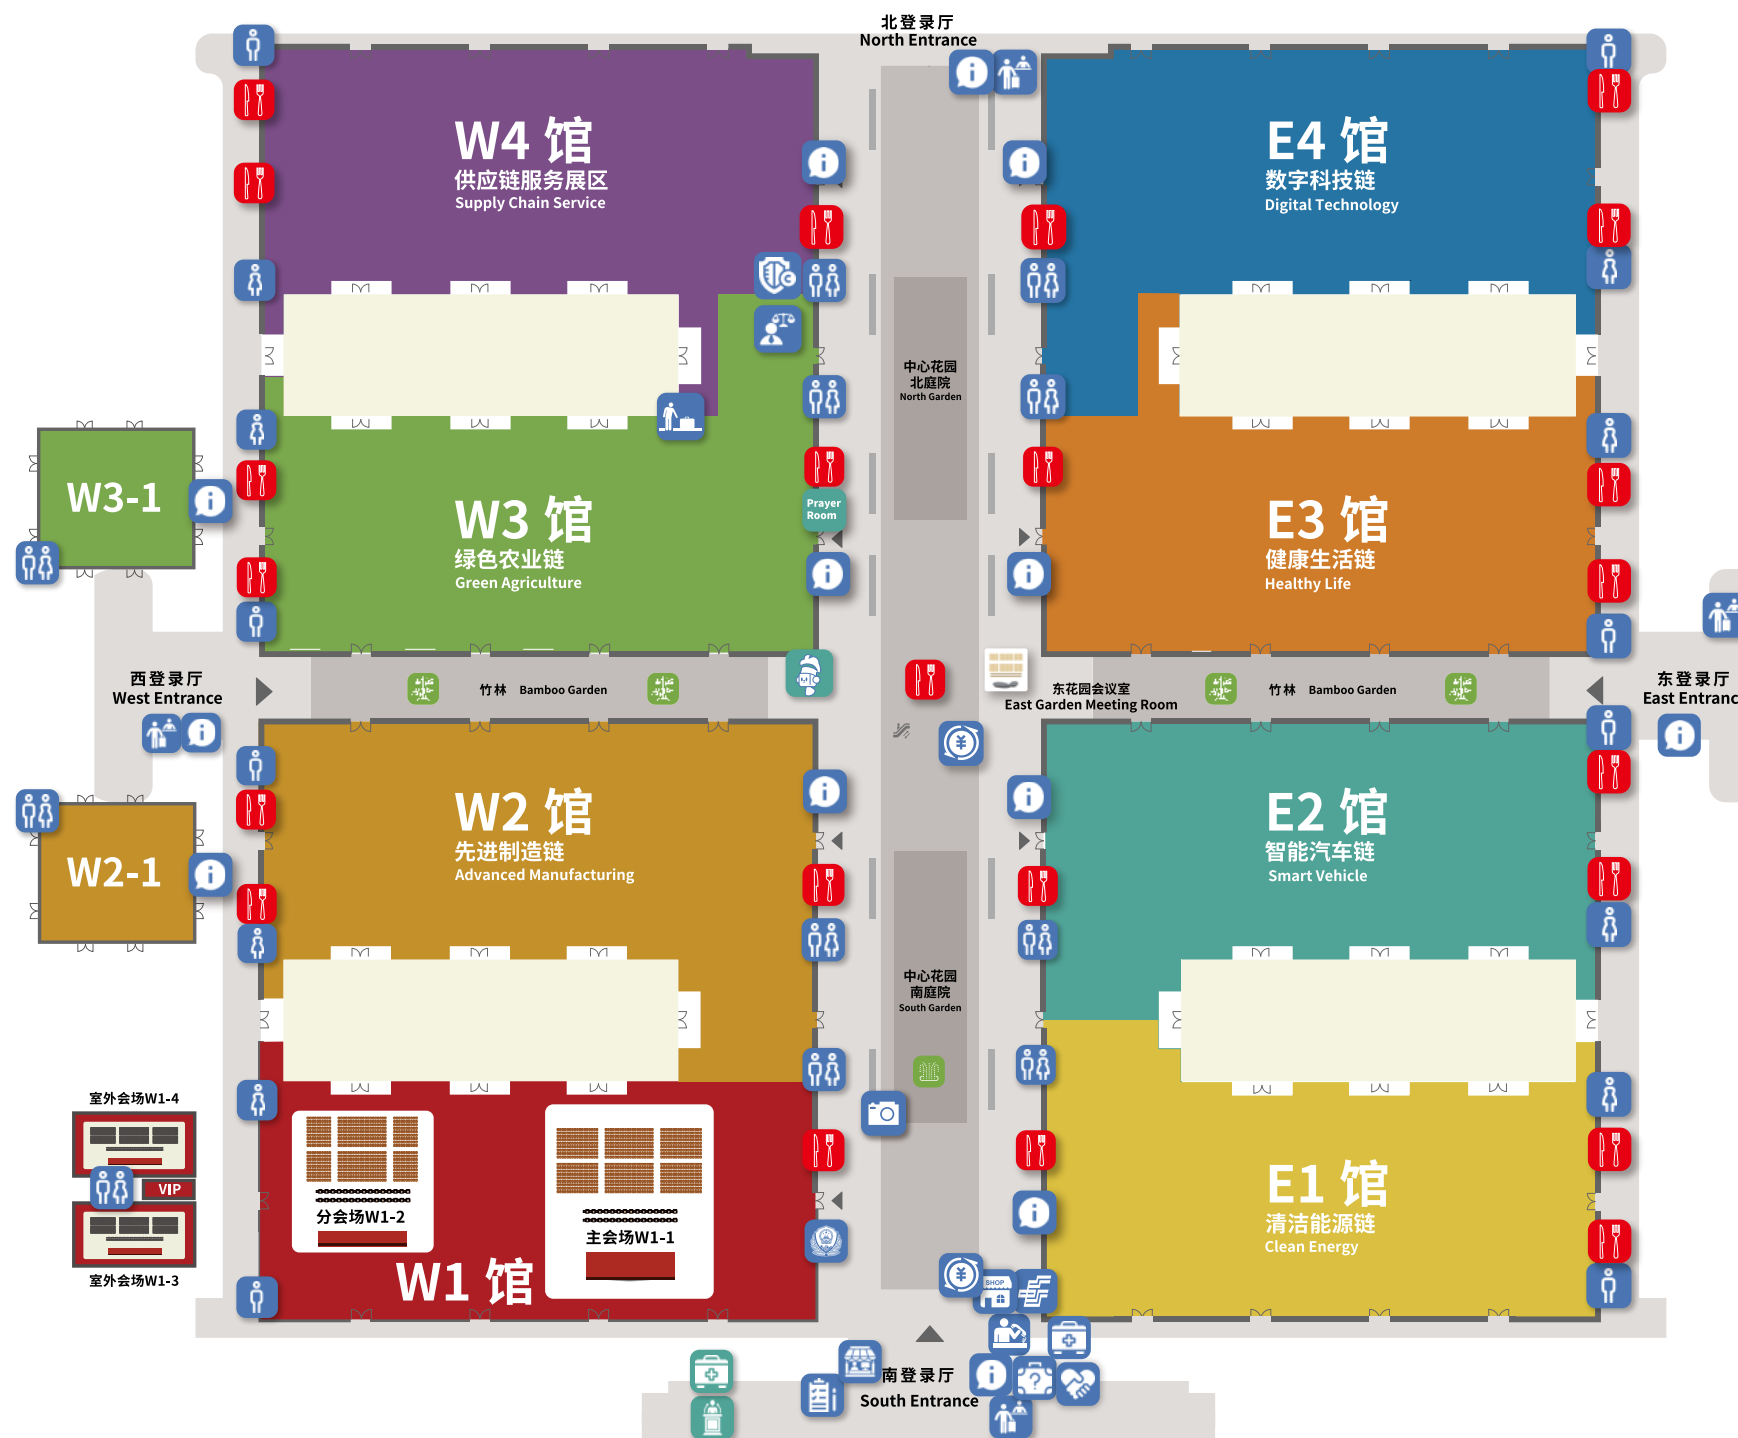 北登录厅
North Entrance
W4 馆
供应链服务展区
Supply Chain Service
E4 馆
数字科技链
Digital Technology
中心花园
北庭院
North Garden
W3-1
W3 馆
绿色农业链
Green Agriculture
Prayer
Room
E3 馆
健康生活链
Healthy Life
西登录厅
West Entrance
竹林 Bamboo Garden
东花园会议室
East Garden Meeting Room
竹林 Bamboo Garden
东登录厅
East Entranc
W2-1
W2 馆
先进制造链
Advanced Manufacturing
E2 馆
智能汽车链
Smart Vehicle
中心花园
南庭院
South Garden
室外会场W1-4
VIP
室外会场W1-3
分会场W1-2
主会场W1-1
W1 馆
E1 馆
清洁能源链
Clean Energy
SHOP
南登录厅
South Entrance